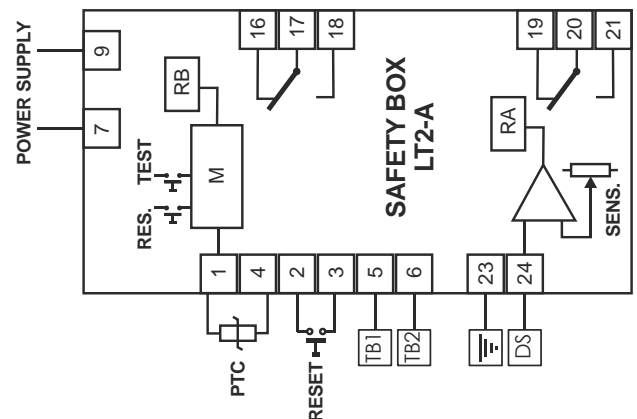 POWER SUPPLY
9
7
16
17
18
19
20
21
RB
RA
TEST
RES.
M
SAFETY BOX
LT2-A
SENS.
1
4
2
3
5
6
23
24
PTC
RESET
TB1
TB2
DS